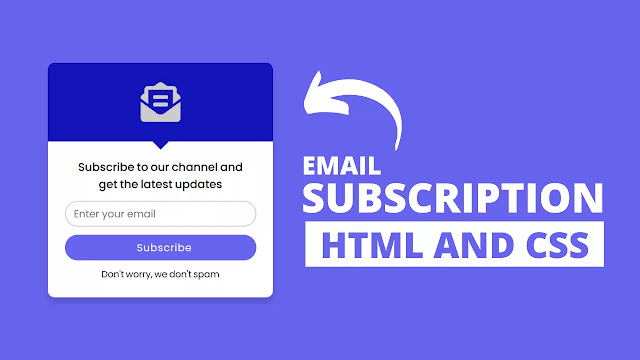 Subscribe to our channel and
get the latest updates
Enter your email
Subscribe
Don't worry, we don't spam
EMAIL
SUBSCRIPTION
HTML AND CSS